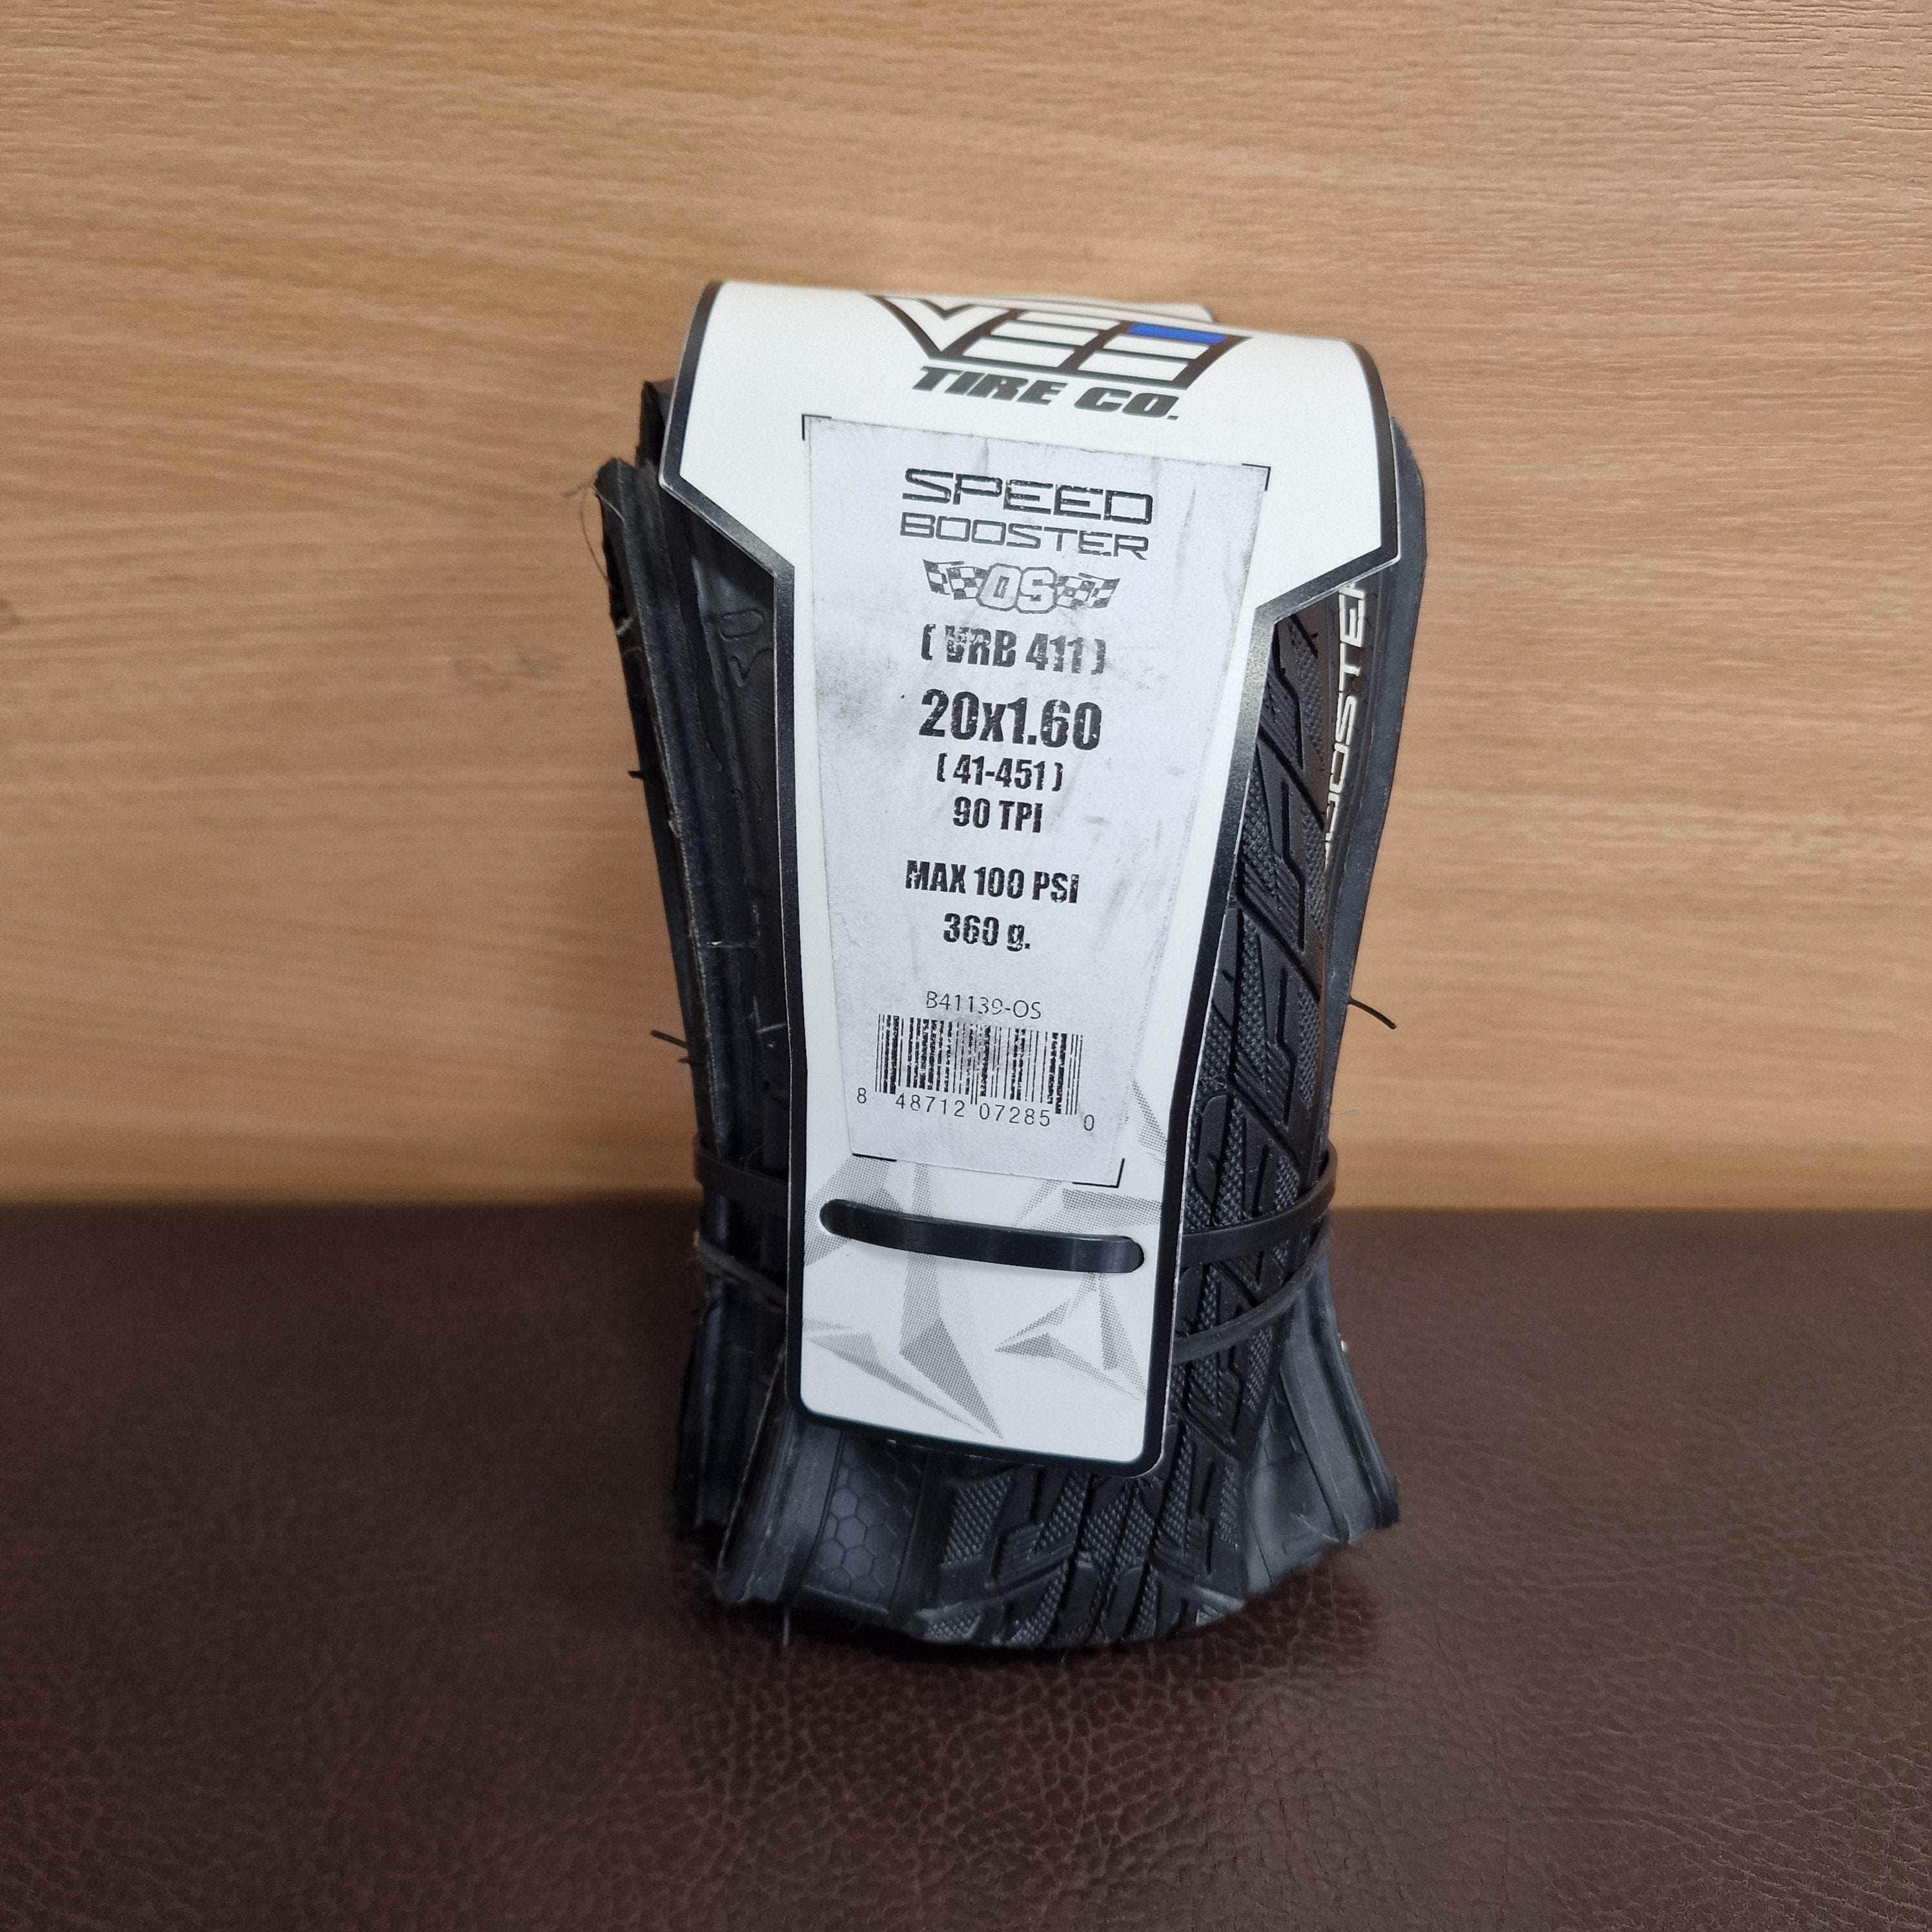 VEE
TIRE CO.
SPEED
BOOSTER
OS
( VRB 411 )
20x1.60
( 41-451 )
90 TPI
MAX 100 PSI
360 g.
B41139-OS
8 48712 07285 0
BOOSTER